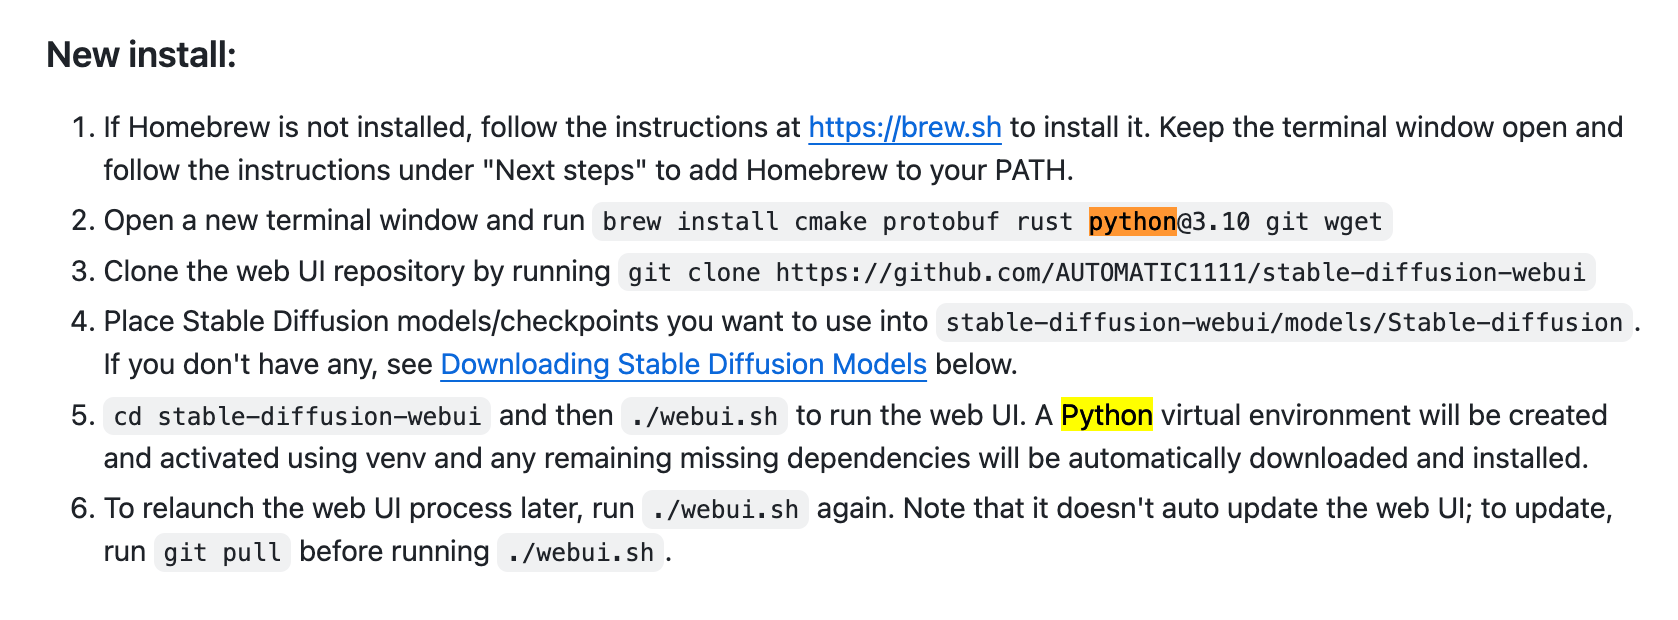 New install:
1. If Homebrew is not installed, follow the instructions at https://brew.sh to install it. Keep the terminal window open and
follow the instructions under "Next steps" to add Homebrew to your PATH.
2. Open a new terminal window and run brew install cmake protobuf rust python@3.10 git wget
3. Clone the web UI repository by running git clone https://github.com/AUTOMATIC1111/stable-diffusion-webui
4. Place Stable Diffusion models/checkpoints you want to use into stable-diffusion-webui/models/Stable-diffusion .
If you don't have any, see Downloading Stable Diffusion Models below.
5. cd stable-diffusion-webui and then ./webui.sh to run the web UI. A Python virtual environment will be created
and activated using venv and any remaining missing dependencies will be automatically downloaded and installed.
6. To relaunch the web UI process later, run ./webui.sh again. Note that it doesn't auto update the web UI; to update,
run git pull before running ./webui.sh .